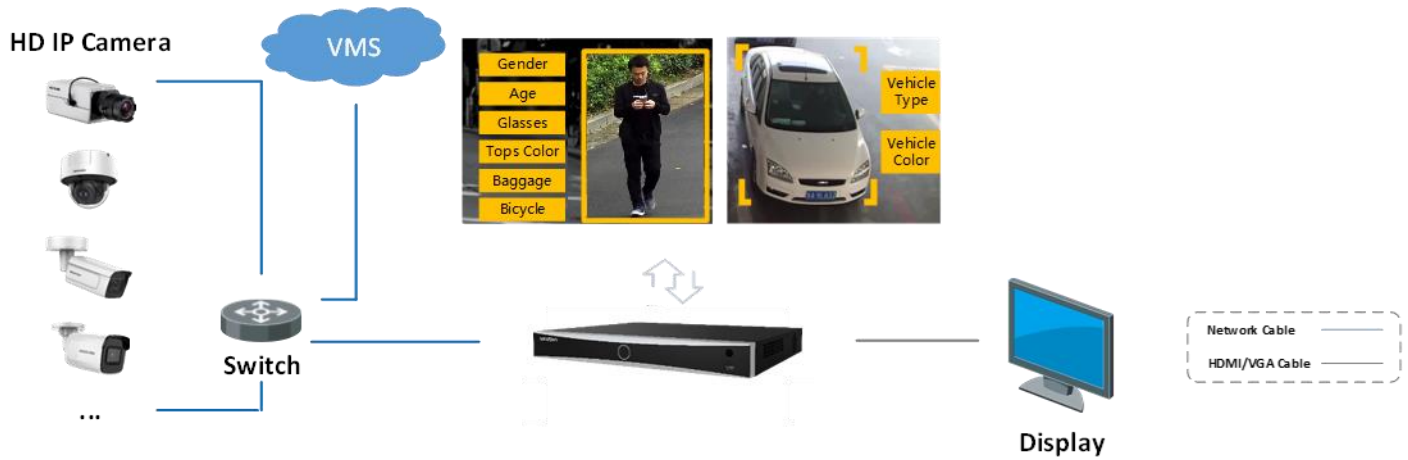 HD IP Camera
VMS
Gender
Age
Glasses
Tops Color
Baggage
Bicycle
Vehicle
Type
Vehicle
Color
Switch
...
Display
Network Cable
HDMI/VGA Cable